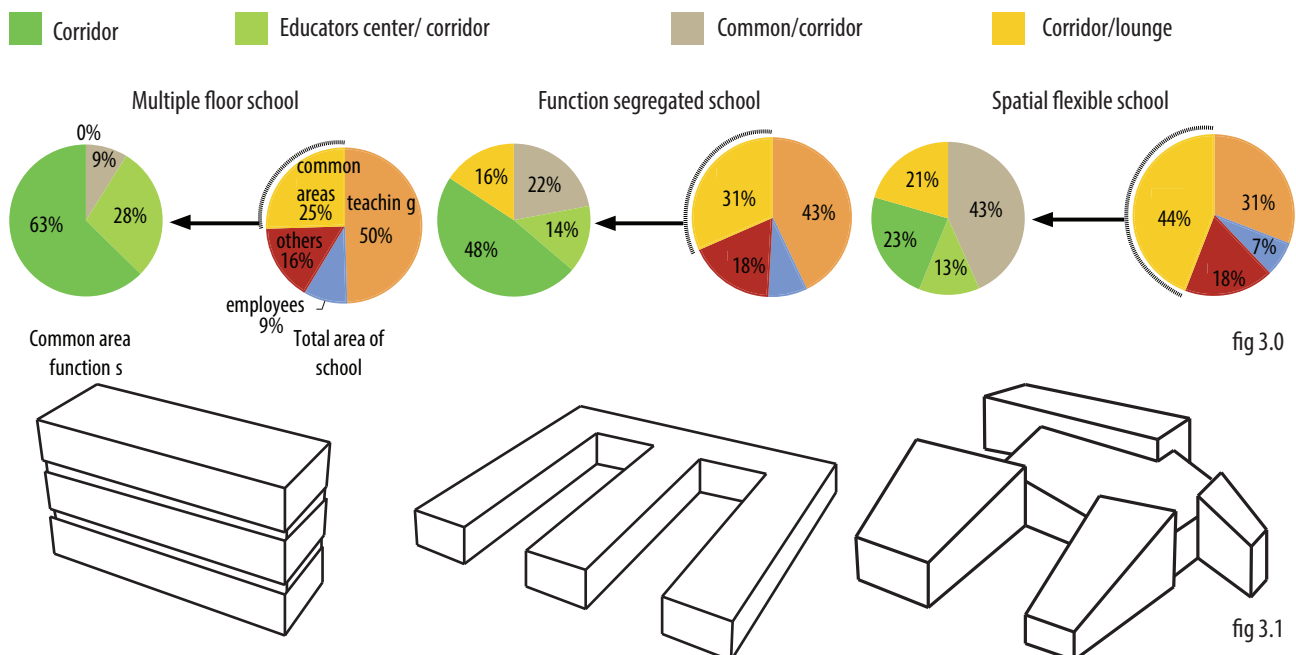 Corridor
Educators center/ corridor
Common/corridor
Corridor/lounge
Multiple floor school
Function segregated school
Spatial flexible school
0%
9%
28%
63%
common
areas
25%
teachin g
50%
others
16%
employees
9%
16%
22%
14%
48%
31%
43%
18%
21%
43%
23%
13%
44%
31%
7%
18%
Common area
function s
Total area of
school
fig 3.0
fig 3.1